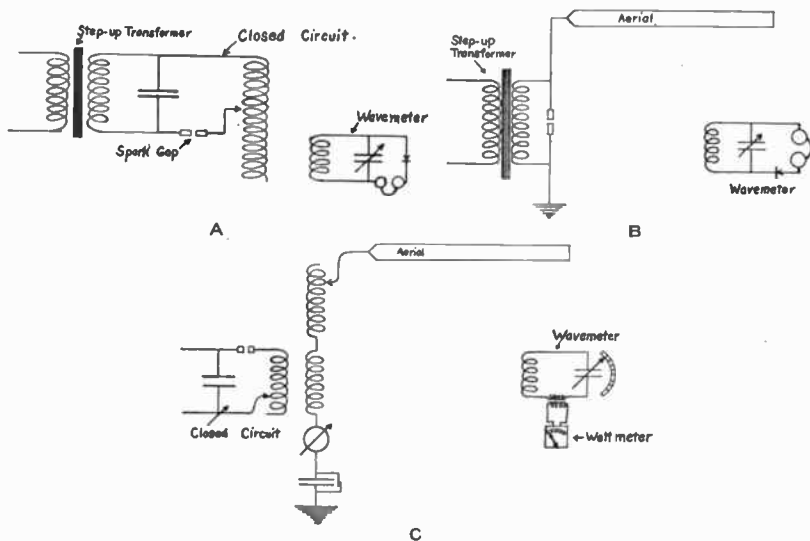 Step-up Transformer
Closed Circuit.
Spark Gap
Wavemeter
A
Step-up
Transformer
Aerial
Wavemeter
B
Aerial
Closed Circuit
Wavemeter
Watt meter
C